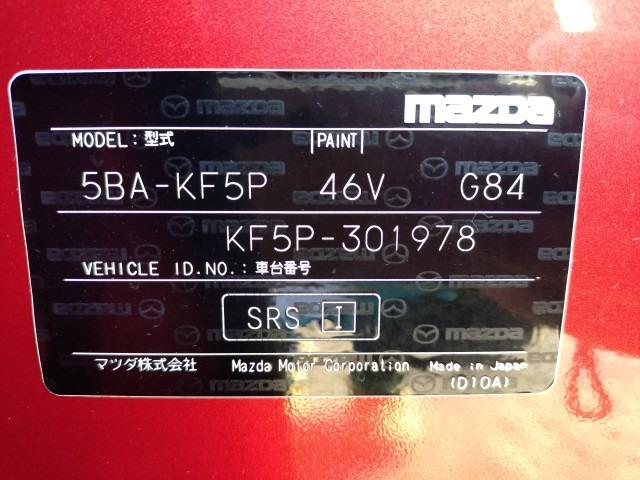 mazda
MODEL : 型式 PAINT
5BA-KF5P 46V G84
KF5P-301978
VEHICLE ID.NO. : 車台番号
SRS I
マツダ株式会社 Mazda Motor Corporation Made in Japan
(D10A)